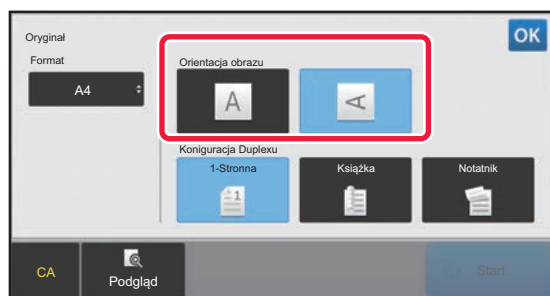 Oryginał
OK
Format
Orientacja obrazu
A4
A
A
Koniguracja Duplexu
1-Stronna
Książka
Notatnik
1
CA
Podgląd
Start